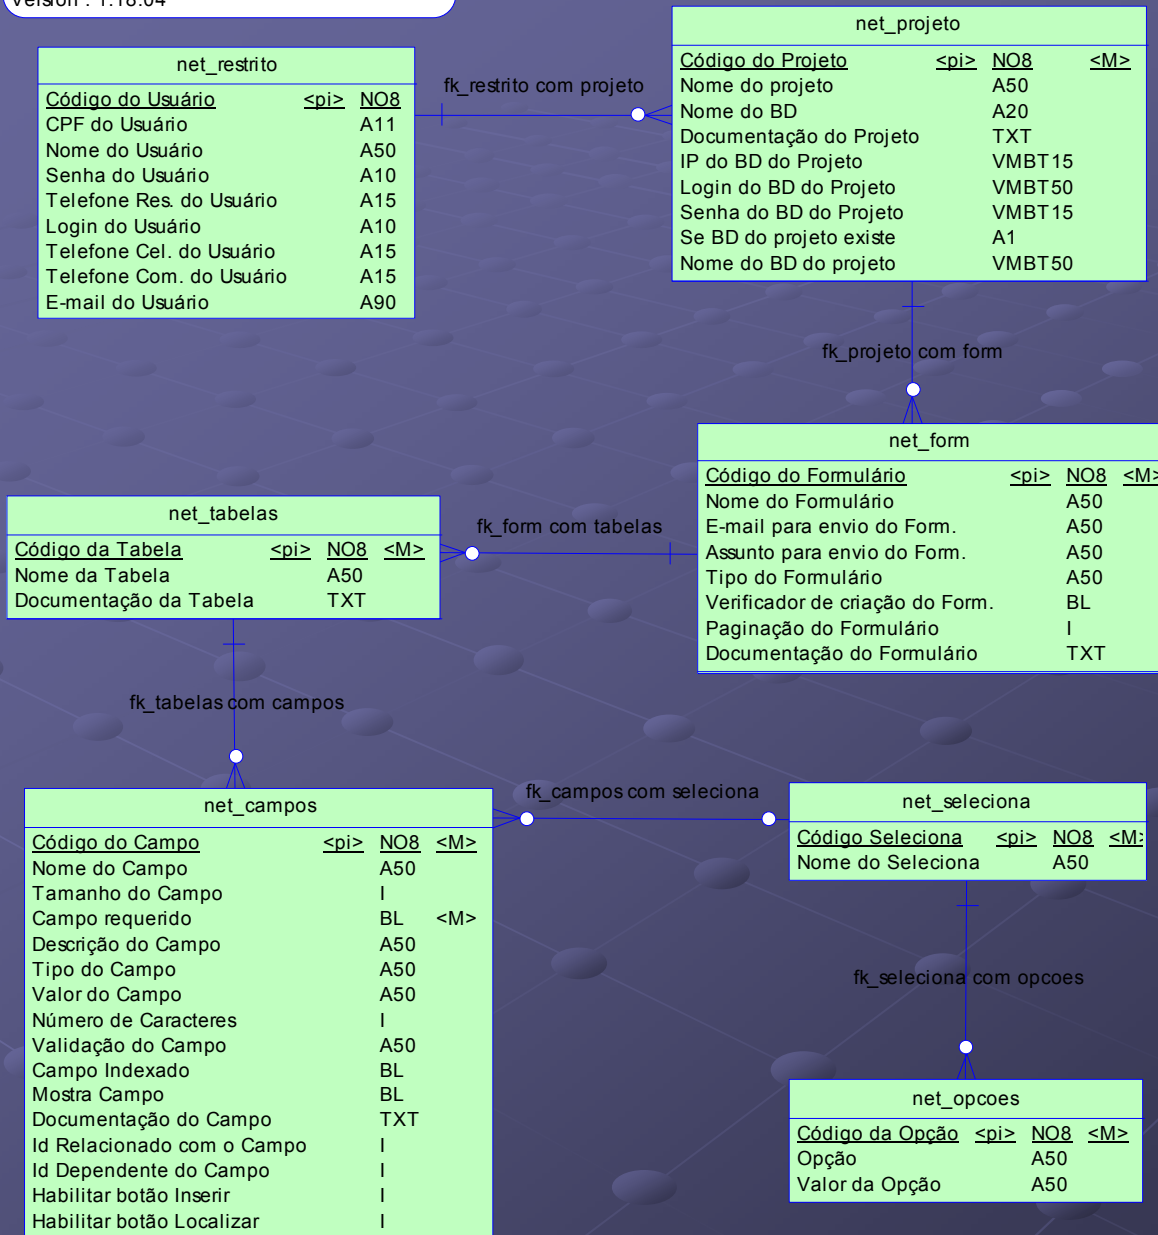 Version : 1.18.04
net_projeto
Código do Projeto <pi> NO8 <M>
Nome do projeto A50
Nome do BD A20
Documentação do Projeto TXT
IP do BD do Projeto VMBT15
Login do BD do Projeto VMBT50
Senha do BD do Projeto VMBT15
Se BD do projeto existe A1
Nome do BD do projeto VMBT50
net_restrito
Código do Usuário <pi> NO8
CPF do Usuário A11
Nome do Usuário A50
Senha do Usuário A10
Telefone Res. do Usuário A15
Login do Usuário A10
Telefone Cel. do Usuário A15
Telefone Com. do Usuário A15
E-mail do Usuário A90
fk_restrito com projeto
fk_projeto com form
net_form
Código do Formulário <pi> NO8 <M>
Nome do Formulário A50
E-mail para envio do Form. A50
Assunto para envio do Form. A50
Tipo do Formulário A50
Verificador de criação do Form. BL
Paginação do Formulário I
Documentação do Formulário TXT
fk_form com tabelas
net_tabelas
Código da Tabela <pi> NO8 <M>
Nome da Tabela A50
Documentação da Tabela TXT
fk_tabelas com campos
net_campos
Código do Campo <pi> NO8 <M>
Nome do Campo A50
Tamanho do Campo I
Campo requerido BL <M>
Descrição do Campo A50
Tipo do Campo A50
Valor do Campo A50
Número de Caracteres I
Validação do Campo A50
Campo Indexado BL
Mostra Campo BL
Documentação do Campo TXT
Id Relacionado com o Campo I
Id Dependente do Campo I
Habilitar botão Inserir I
Habilitar botão Localizar I
fk_campos com seleciona
net_seleciona
Código Seleciona <pi> NO8 <M>
Nome do Seleciona A50
fk_seleciona com opcoes
net_opcoes
Código da Opção <pi> NO8 <M>
Opção A50
Valor da Opção A50